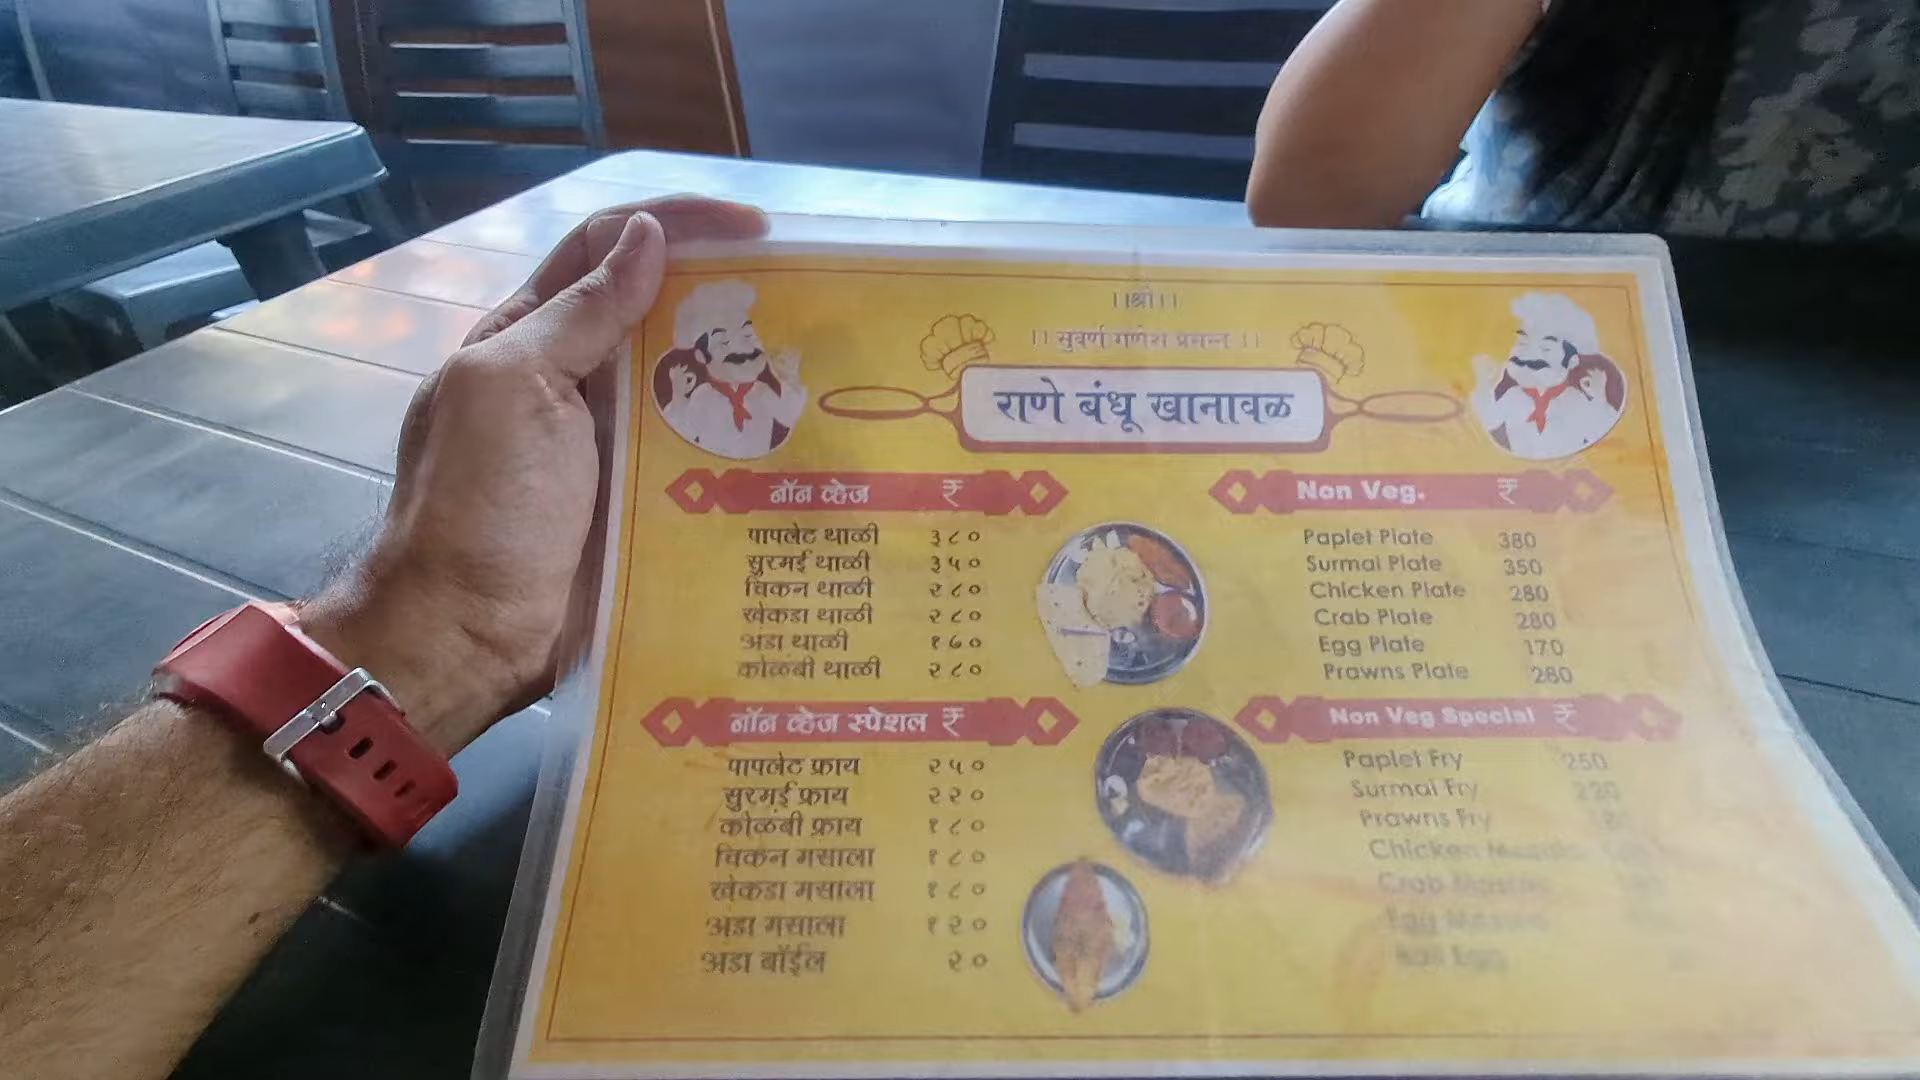 ।।श्री।।
।। सुवर्ण गणेश प्रसन्न ।।
राणे बंधू खानावळ
नॉन व्हेज ₹
पापलेट थाळी ३८०
सुरमई थाळी ३५०
चिकन थाळी २८०
खेकडा थाळी २८०
अंडा थाळी १७०
कोळंबी थाळी २८०
नॉन व्हेज स्पेशल ₹
पापलेट फ्राय २५०
सुरमई फ्राय २२०
कोळंबी फ्राय १८०
चिकन मसाला १८०
खेकडा मसाला १८०
अंडा मसाला १२०
अंडा बॉईल २०
Non Veg. ₹
Paplet Plate 380
Surmai Plate 350
Chicken Plate 280
Crab Plate 280
Egg Plate 170
Prawns Plate 280
Non Veg Special ₹
Paplet Fry 250
Surmai Fry 220
Prawns Fry
Chicken
Crab
Egg